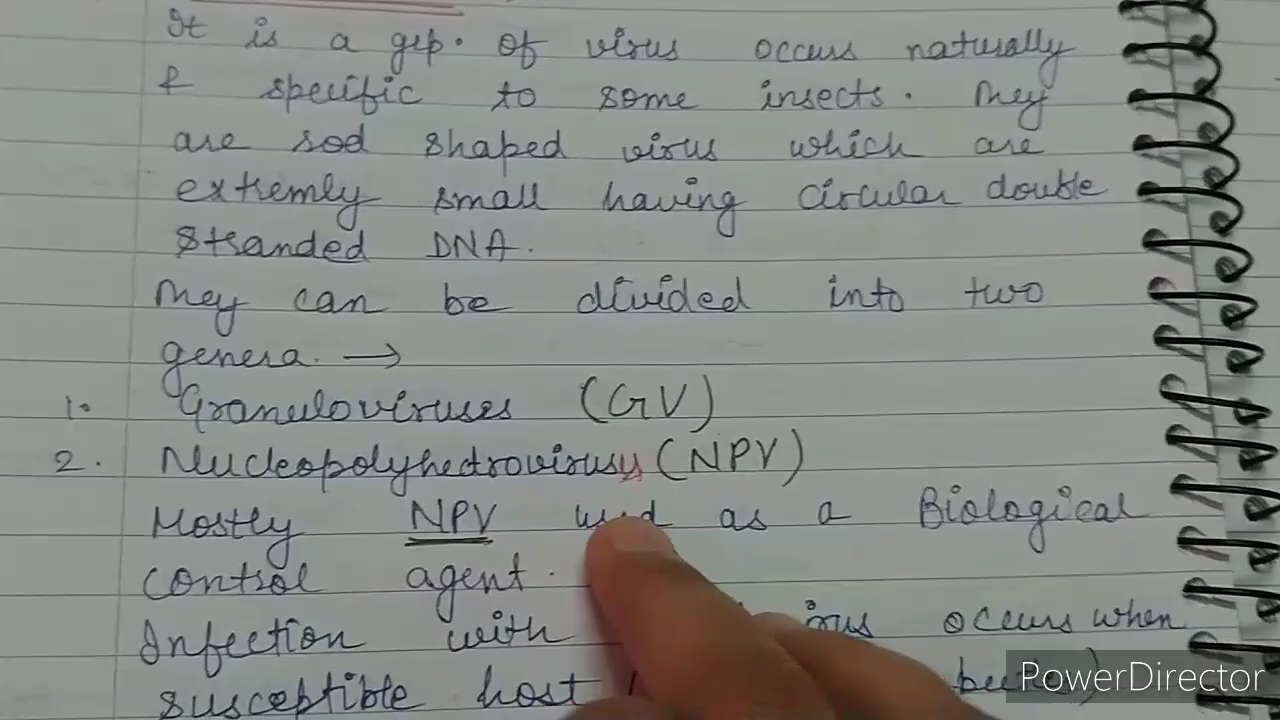 It is a grp. of virus occurs naturally
& specific to some insects. They
are rod shaped virus which are
extremly small having circular double
stranded DNA.
They can be divided into two
genera. →
1. Granuloviruses (GV)
2. Nucleopolyhedrovirus (NPV)
Mostly NPV used as a Biological
control agent.
Infection with occurs when
susceptible host
PowerDirector